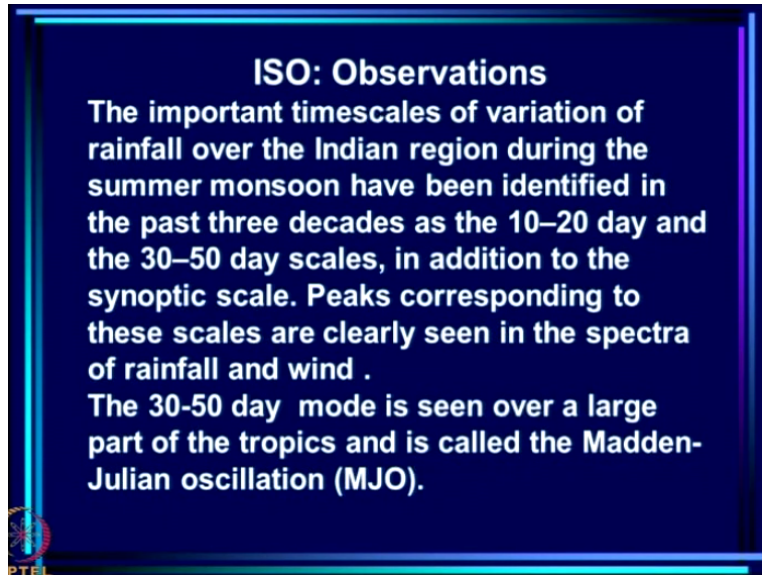 ISO: Observations
The important timescales of variation of
rainfall over the Indian region during the
summer monsoon have been identified in
the past three decades as the 10–20 day and
the 30–50 day scales, in addition to the
synoptic scale. Peaks corresponding to
these scales are clearly seen in the spectra
of rainfall and wind .
The 30-50 day  mode is seen over a large
part of the tropics and is called the Madden-
Julian oscillation (MJO).
PTEL